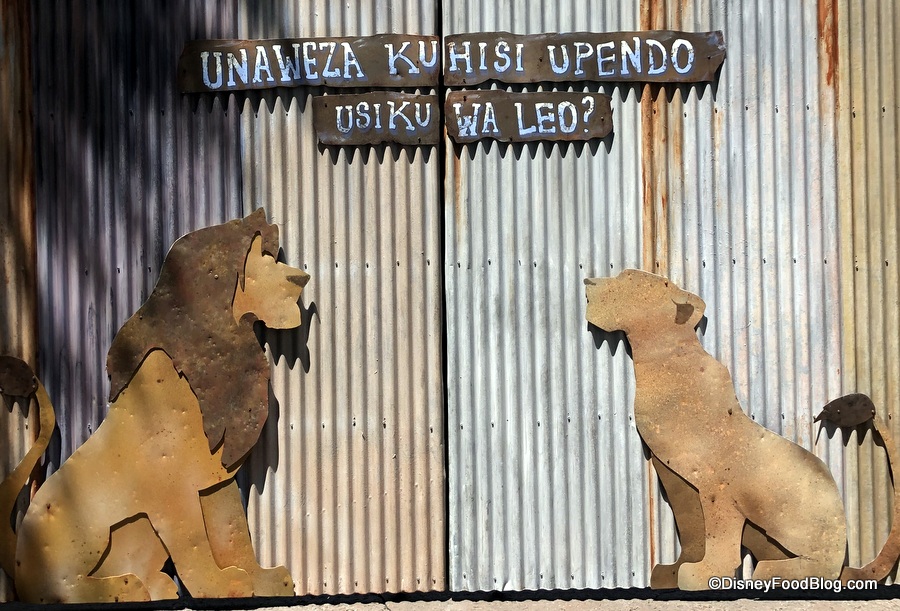 UNAWEZA KUHISI UPENDO
USIKU WA LEO?
©DisneyFoodBlog.com